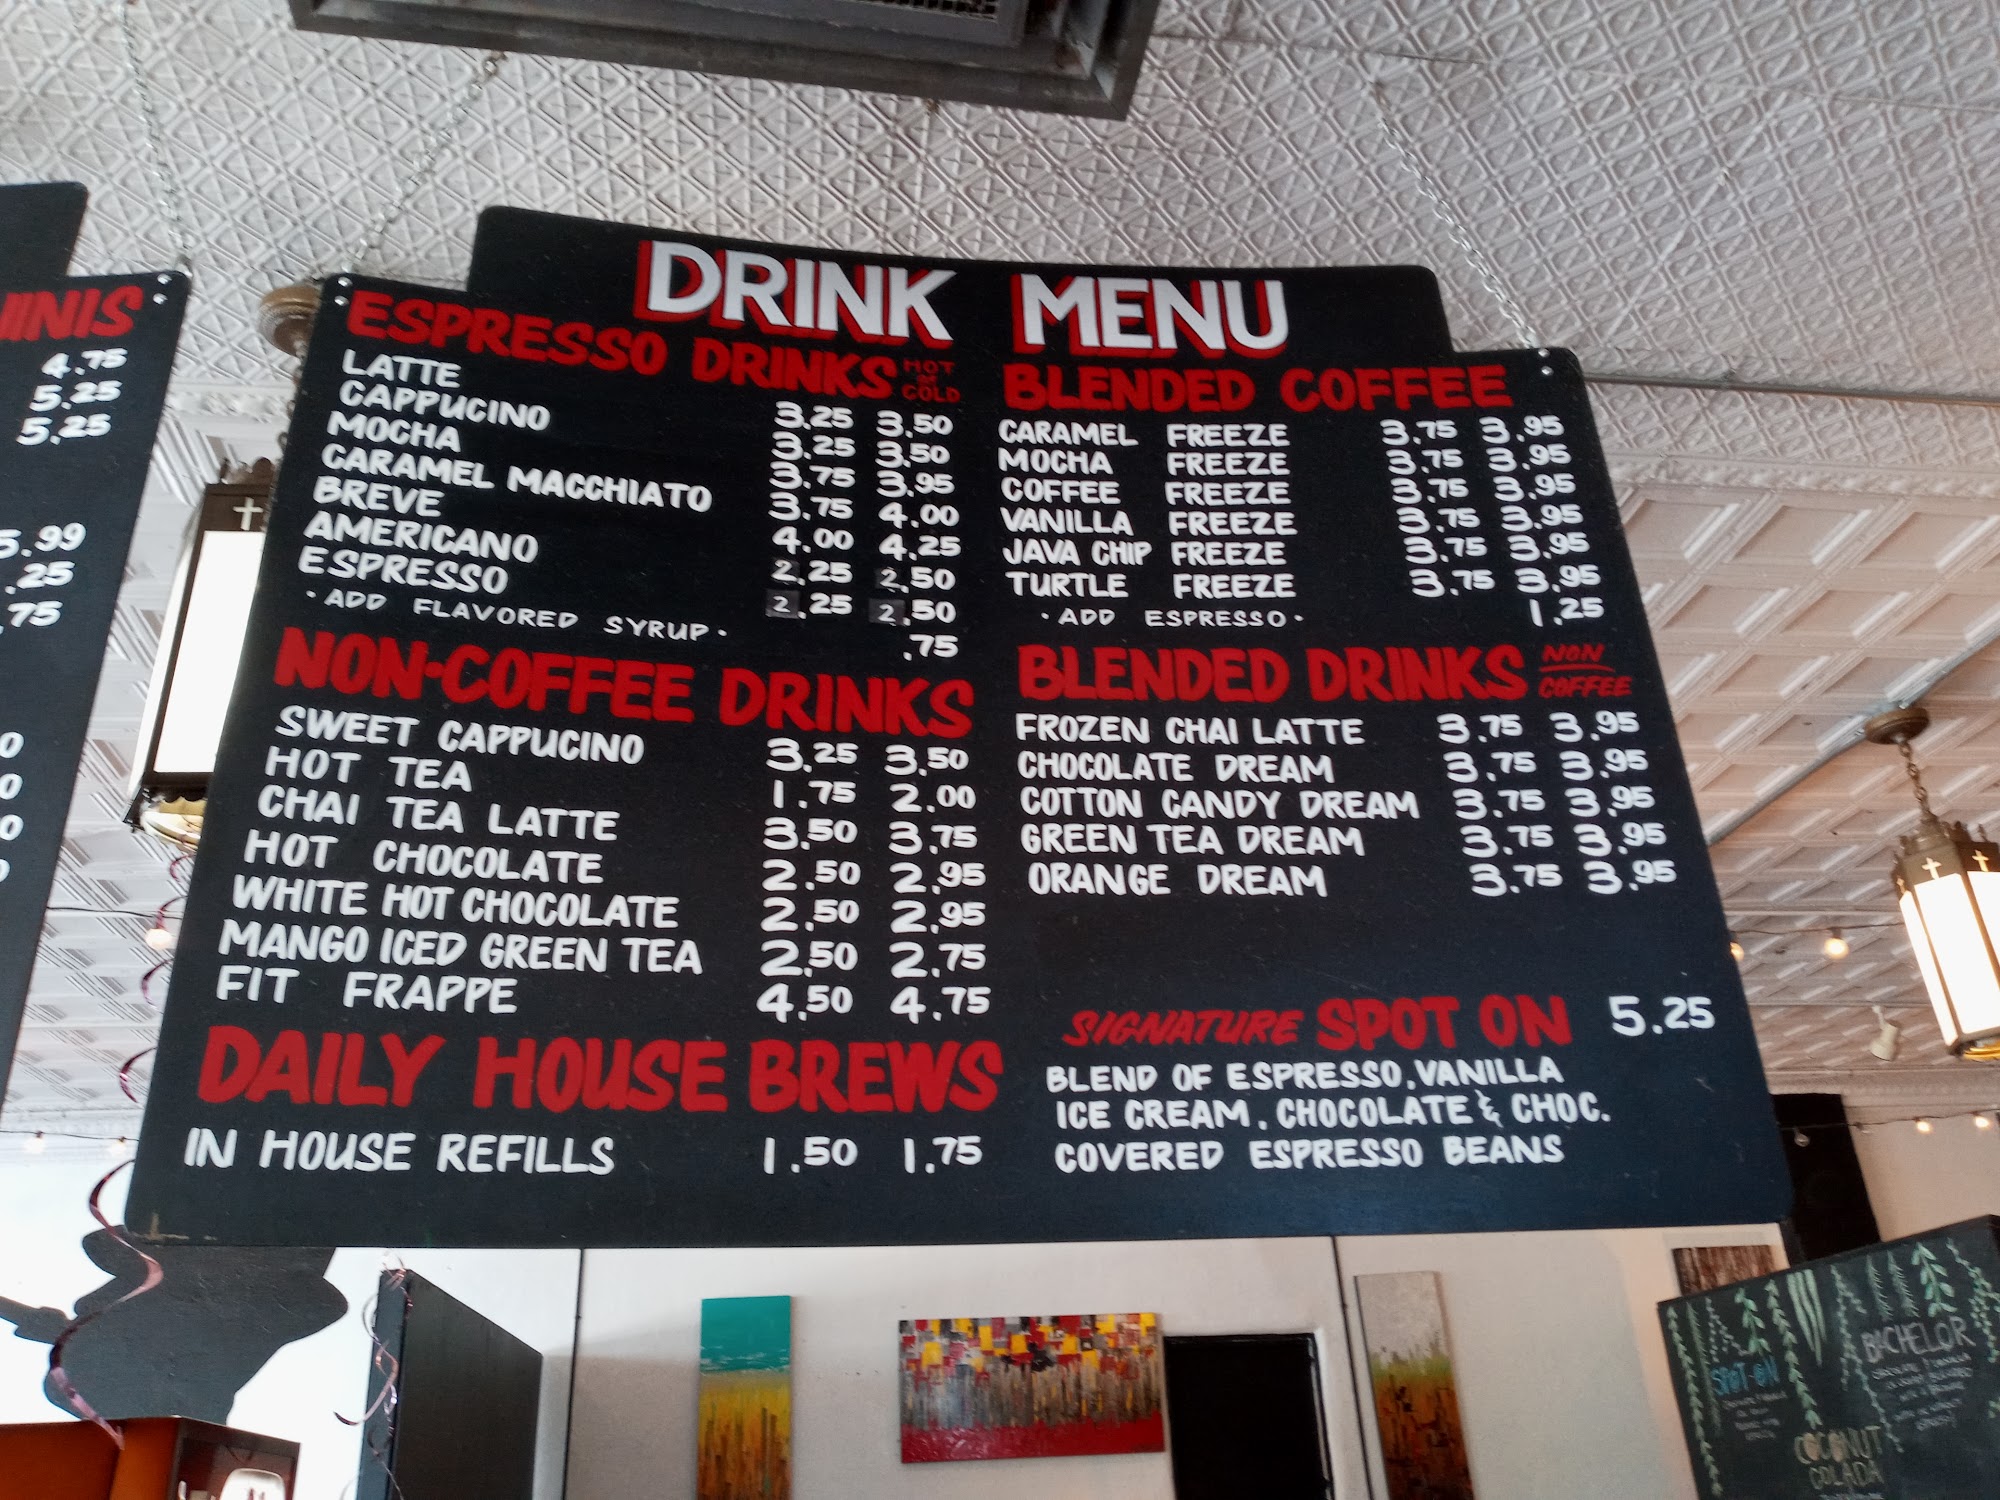 DRINK MENU
ESPRESSO DRINKS HOT OR COLD
LATTE 3.25 3.50
CAPPUCINO 3.25 3.50
MOCHA 3.75 3.95
CARAMEL MACCHIATO 3.75 4.00
BREVE 4.00 4.25
AMERICANO 2.25 2.50
ESPRESSO 2.25 2.50
• ADD FLAVORED SYRUP • .75
NON-COFFEE DRINKS
SWEET CAPPUCINO 3.25 3.50
HOT TEA 1.75 2.00
CHAI TEA LATTE 3.50 3.75
HOT CHOCOLATE 2.50 2.95
WHITE HOT CHOCOLATE 2.50 2.95
MANGO ICED GREEN TEA 2.50 2.75
FIT FRAPPE 4.50 4.75
DAILY HOUSE BREWS
IN HOUSE REFILLS 1.50 1.75
BLENDED COFFEE
CARAMEL FREEZE 3.75 3.95
MOCHA FREEZE 3.75 3.95
COFFEE FREEZE 3.75 3.95
VANILLA FREEZE 3.75 3.95
JAVA CHIP FREEZE 3.75 3.95
TURTLE FREEZE 3.75 3.95
• ADD ESPRESSO • 1.25
BLENDED DRINKS NON COFFEE
FROZEN CHAI LATTE 3.75 3.95
CHOCOLATE DREAM 3.75 3.95
COTTON CANDY DREAM 3.75 3.95
GREEN TEA DREAM 3.75 3.95
ORANGE DREAM 3.75 3.95
SIGNATURE SPOT ON 5.25
BLEND OF ESPRESSO, VANILLA
ICE CREAM, CHOCOLATE & CHOC.
COVERED ESPRESSO BEANS
4.75
5.25
5.25
5.99
.25
.75
BACHELOR
SPOT-ON
COCONUT
COLADA